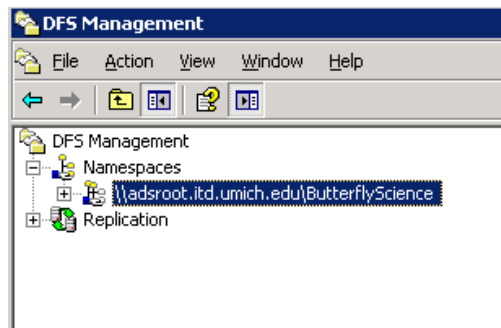 DFS Management
File Action View Window Help
DFS Management
Namespaces
\\adsroot.itd.umich.edu\ButterflyScience
Replication